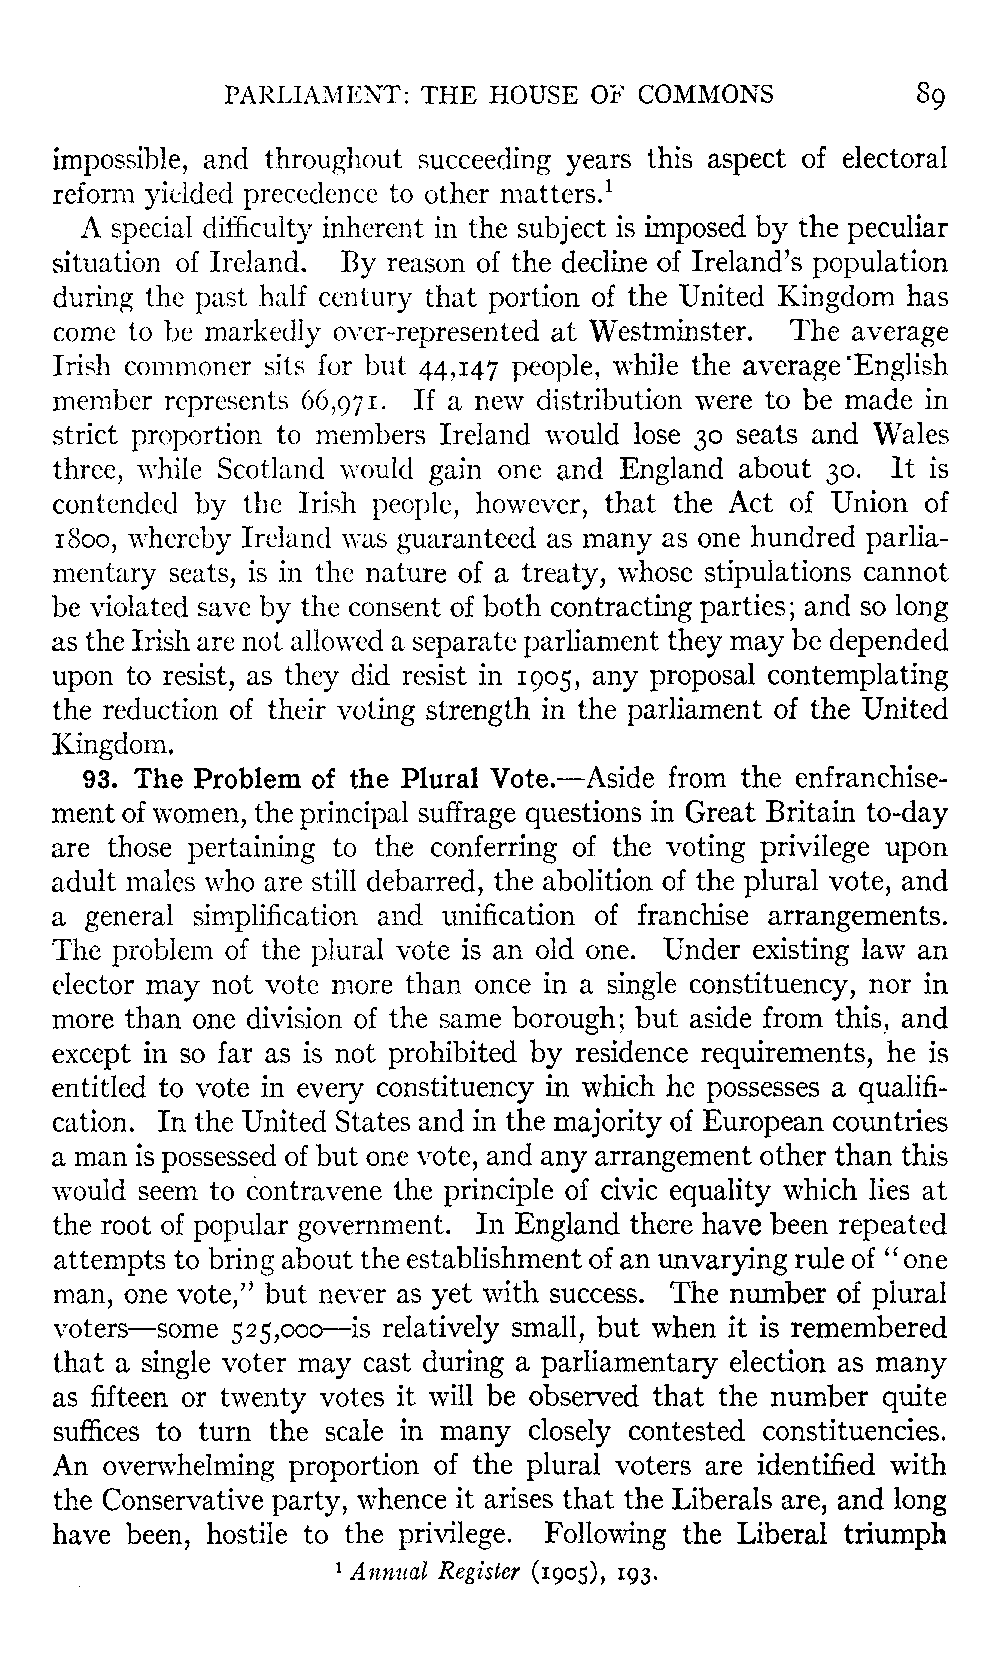 PARLIAMENT: THE HOUSE OF COMMONS 89
impossible, and throughout succeeding years this aspect of electoral
reform yielded precedence to other matters.¹
A special difficulty inherent in the subject is imposed by the peculiar
situation of Ireland. By reason of the decline of Ireland's population
during the past half century that portion of the United Kingdom has
come to be markedly over-represented at Westminster. The average
Irish commoner sits for but 44,147 people, while the average English
member represents 66,971. If a new distribution were to be made in
strict proportion to members Ireland would lose 30 seats and Wales
three, while Scotland would gain one and England about 30. It is
contended by the Irish people, however, that the Act of Union of
1800, whereby Ireland was guaranteed as many as one hundred parlia-
mentary seats, is in the nature of a treaty, whose stipulations cannot
be violated save by the consent of both contracting parties; and so long
as the Irish are not allowed a separate parliament they may be depended
upon to resist, as they did resist in 1905, any proposal contemplating
the reduction of their voting strength in the parliament of the United
Kingdom.
93. The Problem of the Plural Vote.—Aside from the enfranchise-
ment of women, the principal suffrage questions in Great Britain to-day
are those pertaining to the conferring of the voting privilege upon
adult males who are still debarred, the abolition of the plural vote, and
a general simplification and unification of franchise arrangements.
The problem of the plural vote is an old one. Under existing law an
elector may not vote more than once in a single constituency, nor in
more than one division of the same borough; but aside from this, and
except in so far as is not prohibited by residence requirements, he is
entitled to vote in every constituency in which he possesses a qualifi-
cation. In the United States and in the majority of European countries
a man is possessed of but one vote, and any arrangement other than this
would seem to contravene the principle of civic equality which lies at
the root of popular government. In England there have been repeated
attempts to bring about the establishment of an unvarying rule of "one
man, one vote," but never as yet with success. The number of plural
voters—some 525,000—is relatively small, but when it is remembered
that a single voter may cast during a parliamentary election as many
as fifteen or twenty votes it will be observed that the number quite
suffices to turn the scale in many closely contested constituencies.
An overwhelming proportion of the plural voters are identified with
the Conservative party, whence it arises that the Liberals are, and long
have been, hostile to the privilege. Following the Liberal triumph
¹ Annual Register (1905), 193.